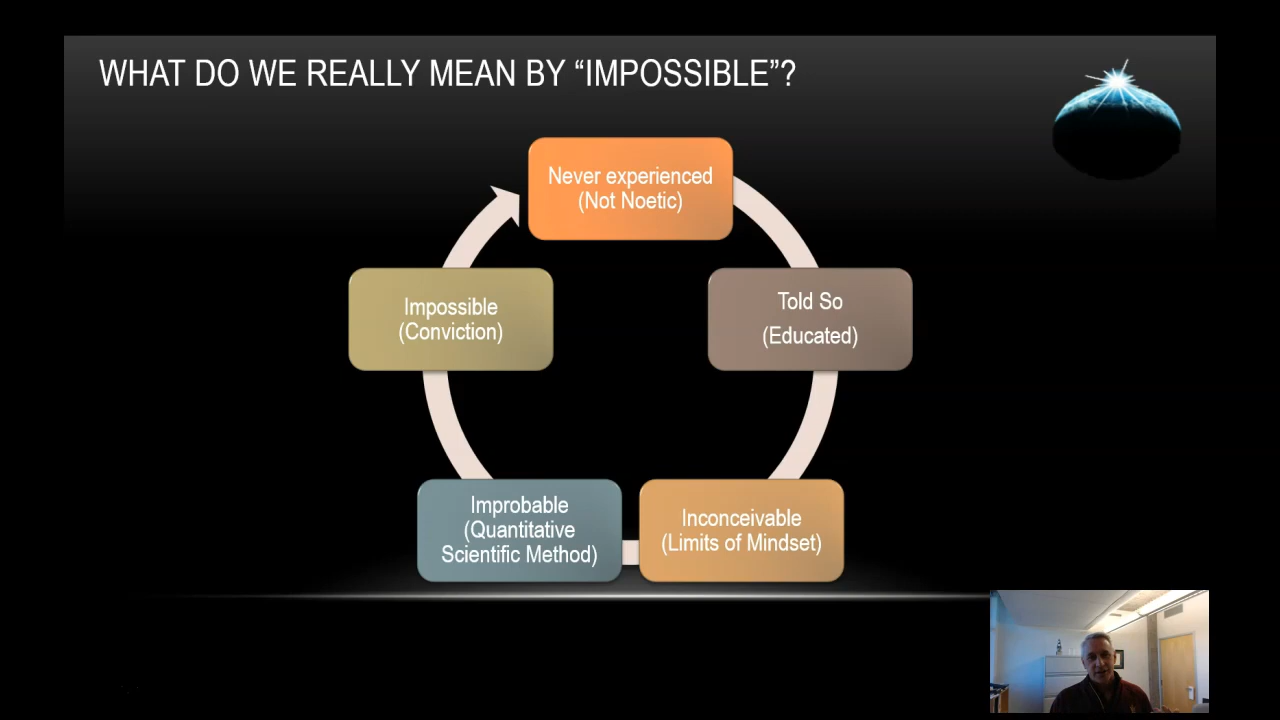 WHAT DO WE REALLY MEAN BY “IMPOSSIBLE”?
Never experienced
(Not Noetic)
Told So
(Educated)
Inconceivable
(Limits of Mindset)
Improbable
(Quantitative
Scientific Method)
Impossible
(Conviction)